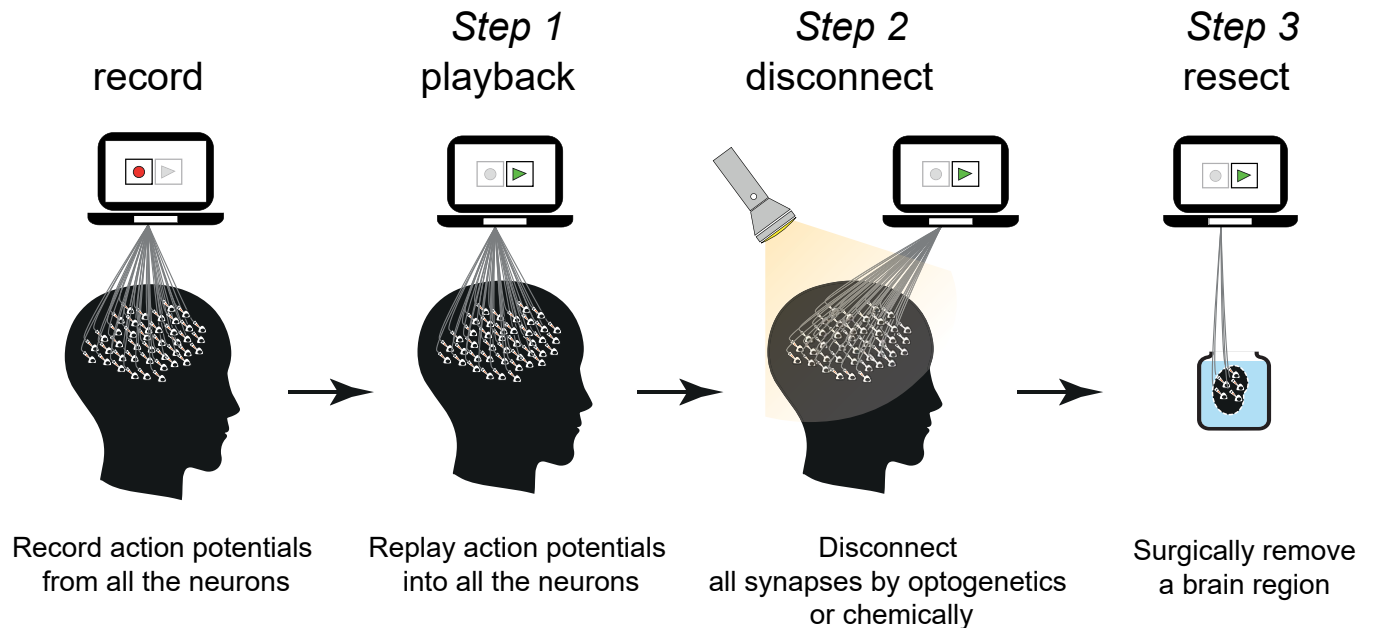 Step 1
Step 2
Step 3
record
playback
disconnect
resect
Record action potentials
from all the neurons
Replay action potentials
into all the neurons
Disconnect
all synapses by optogenetics
or chemically
Surgically remove
a brain region